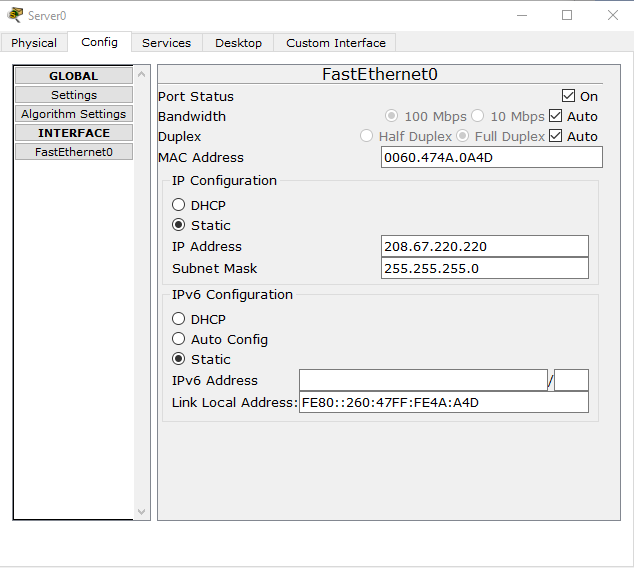 Server0
Physical Config Services Desktop Custom Interface
GLOBAL
Settings
Algorithm Settings
INTERFACE
FastEthernet0
FastEthernet0
Port Status On
Bandwidth 100 Mbps 10 Mbps Auto
Duplex Half Duplex Full Duplex Auto
MAC Address 0060.474A.0A4D
IP Configuration
DHCP
Static
IP Address 208.67.220.220
Subnet Mask 255.255.255.0
IPv6 Configuration
DHCP
Auto Config
Static
IPv6 Address /
Link Local Address: FE80::260:47FF:FE4A:A4D